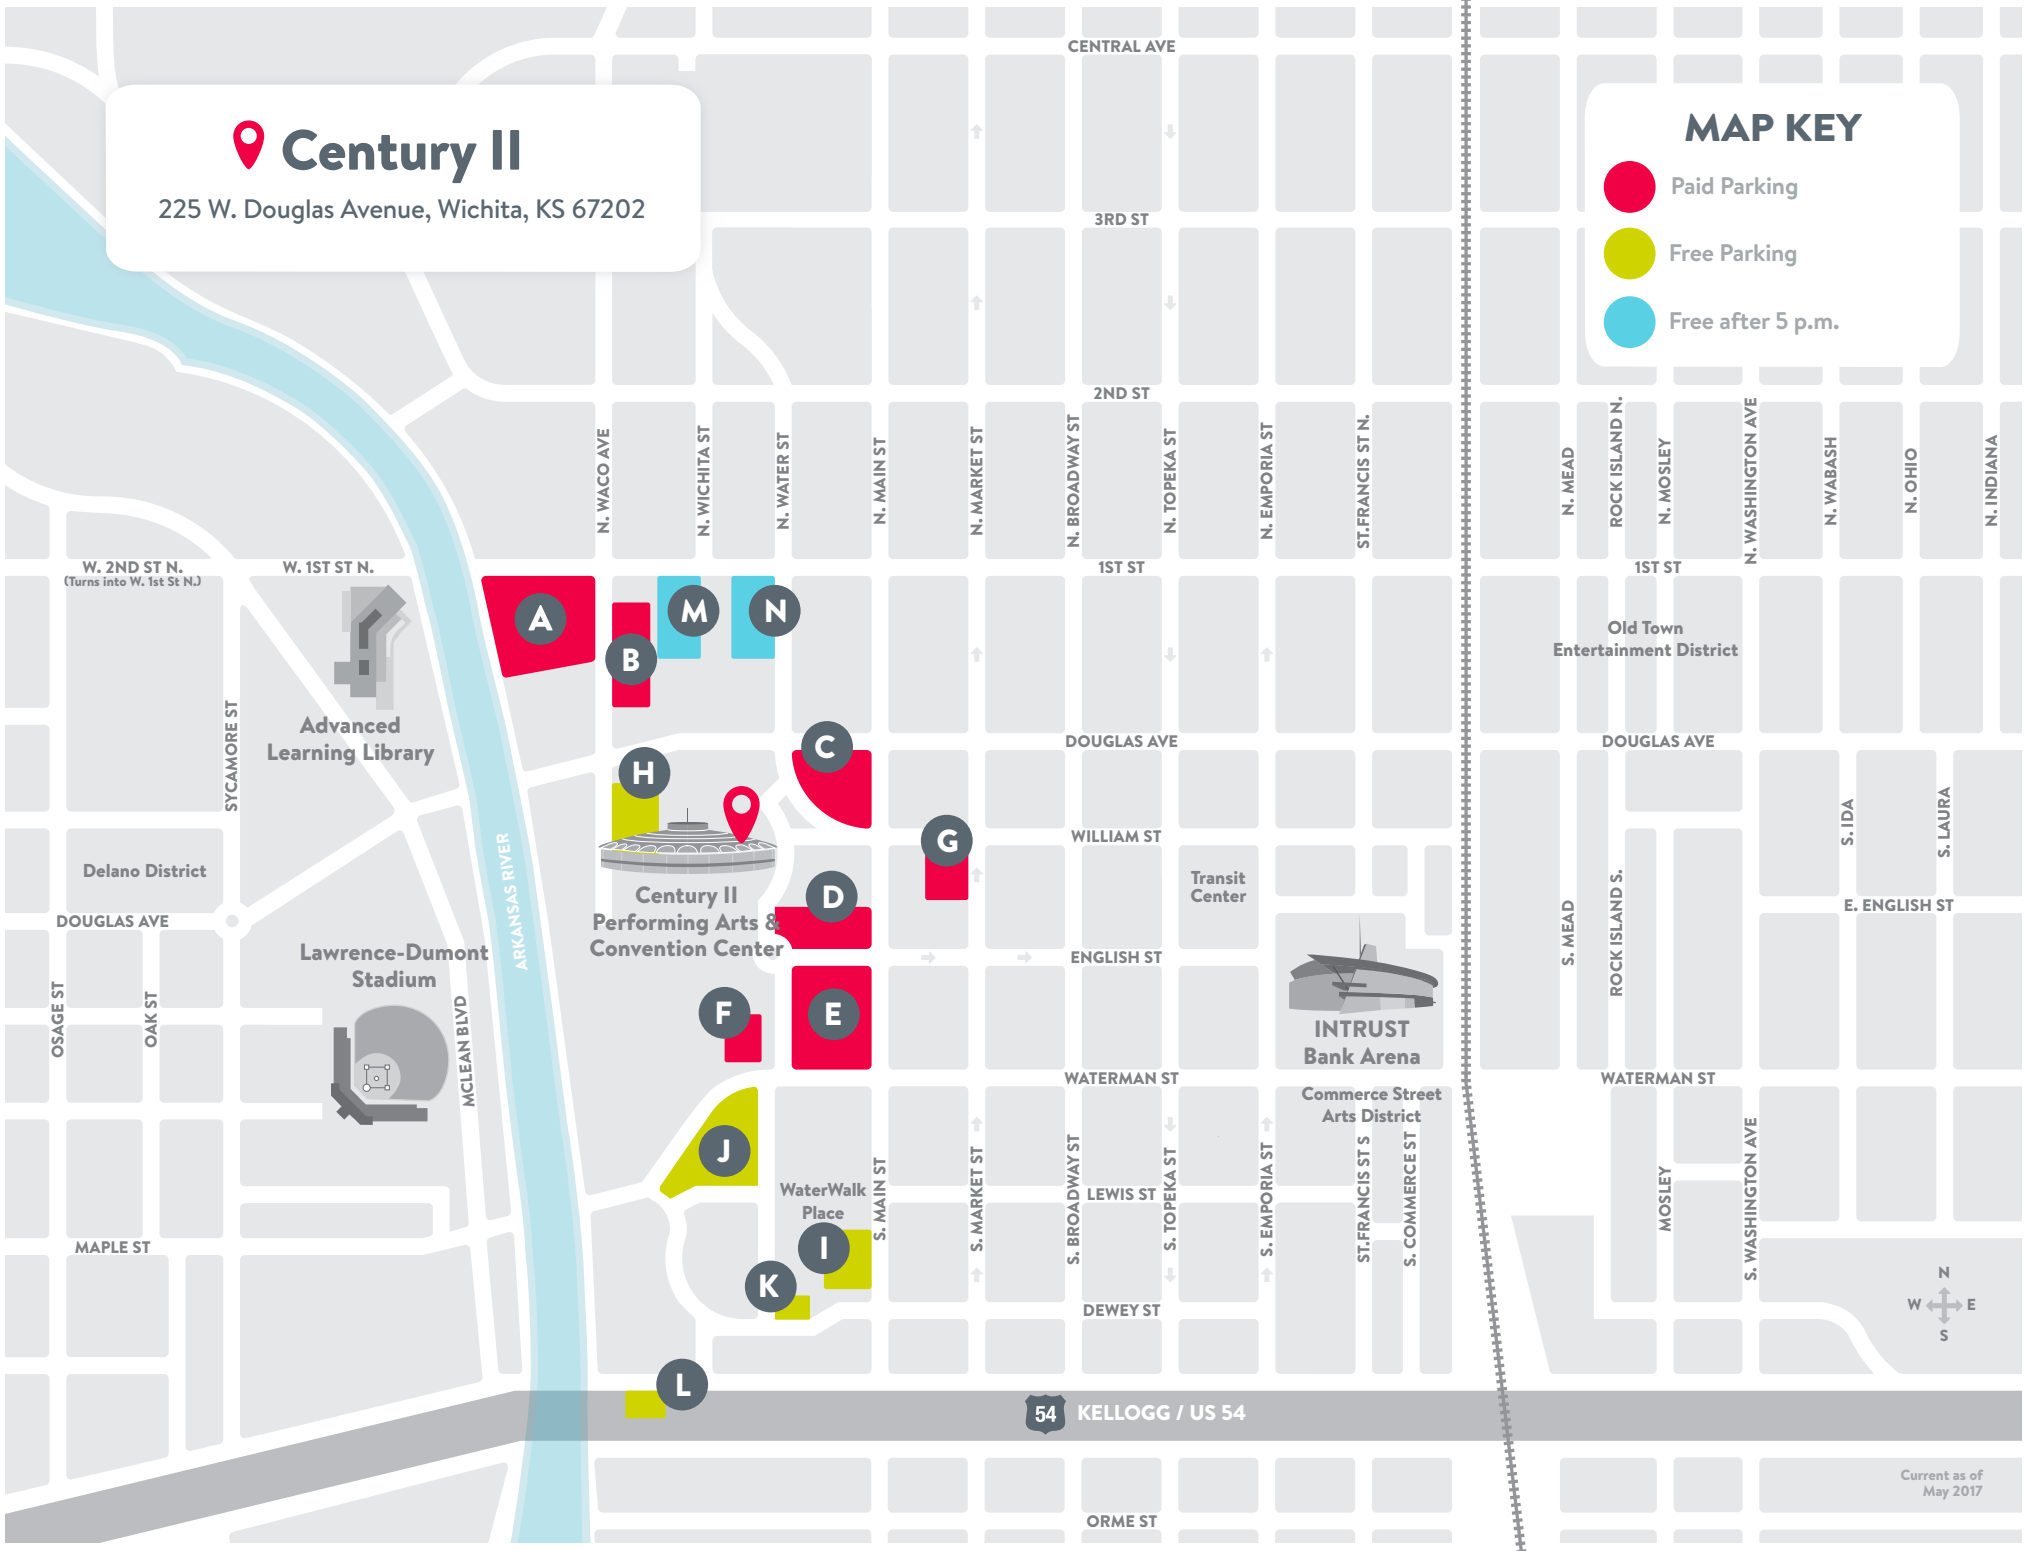 Century II
225 W. Douglas Avenue, Wichita, KS 67202
MAP KEY
Paid Parking
Free Parking
Free after 5 p.m.
CENTRAL AVE
3RD ST
2ND ST
N. WACO AVE
N. WICHITA ST
N. WATER ST
N. MAIN ST
N. MARKET ST
N. BROADWAY ST
N. TOPEKA ST
N. EMPORIA ST
ST.FRANCIS ST N.
N. MEAD
ROCK ISLAND N.
N. MOSLEY
N. WASHINGTON AVE
N. WABASH
N. OHIO
N. INDIANA
W. 2ND ST N.
(Turns into W. 1st St N.)
W. 1ST ST N.
1ST ST
1ST ST
A
B
M
N
Old Town
Entertainment District
SYCAMORE ST
Advanced
Learning Library
DOUGLAS AVE
DOUGLAS AVE
C
H
WILLIAM ST
G
S. IDA
S. LAURA
Delano District
ARKANSAS RIVER
Century II
Performing Arts &
Convention Center
D
Transit
Center
DOUGLAS AVE
S. MEAD
ROCK ISLAND S.
E. ENGLISH ST
Lawrence-Dumont
Stadium
ENGLISH ST
OSAGE ST
OAK ST
MCLEAN BLVD
F
E
INTRUST
Bank Arena
WATERMAN ST
WATERMAN ST
Commerce Street
Arts District
J
WaterWalk
Place
S. MAIN ST
S. MARKET ST
S. BROADWAY ST
LEWIS ST
S. TOPEKA ST
S. EMPORIA ST
ST.FRANCIS ST S
S. COMMERCE ST
MOSLEY
S. WASHINGTON AVE
MAPLE ST
I
K
DEWEY ST
N
W
E
S
L
54
KELLOGG / US 54
Current as of
May 2017
ORME ST